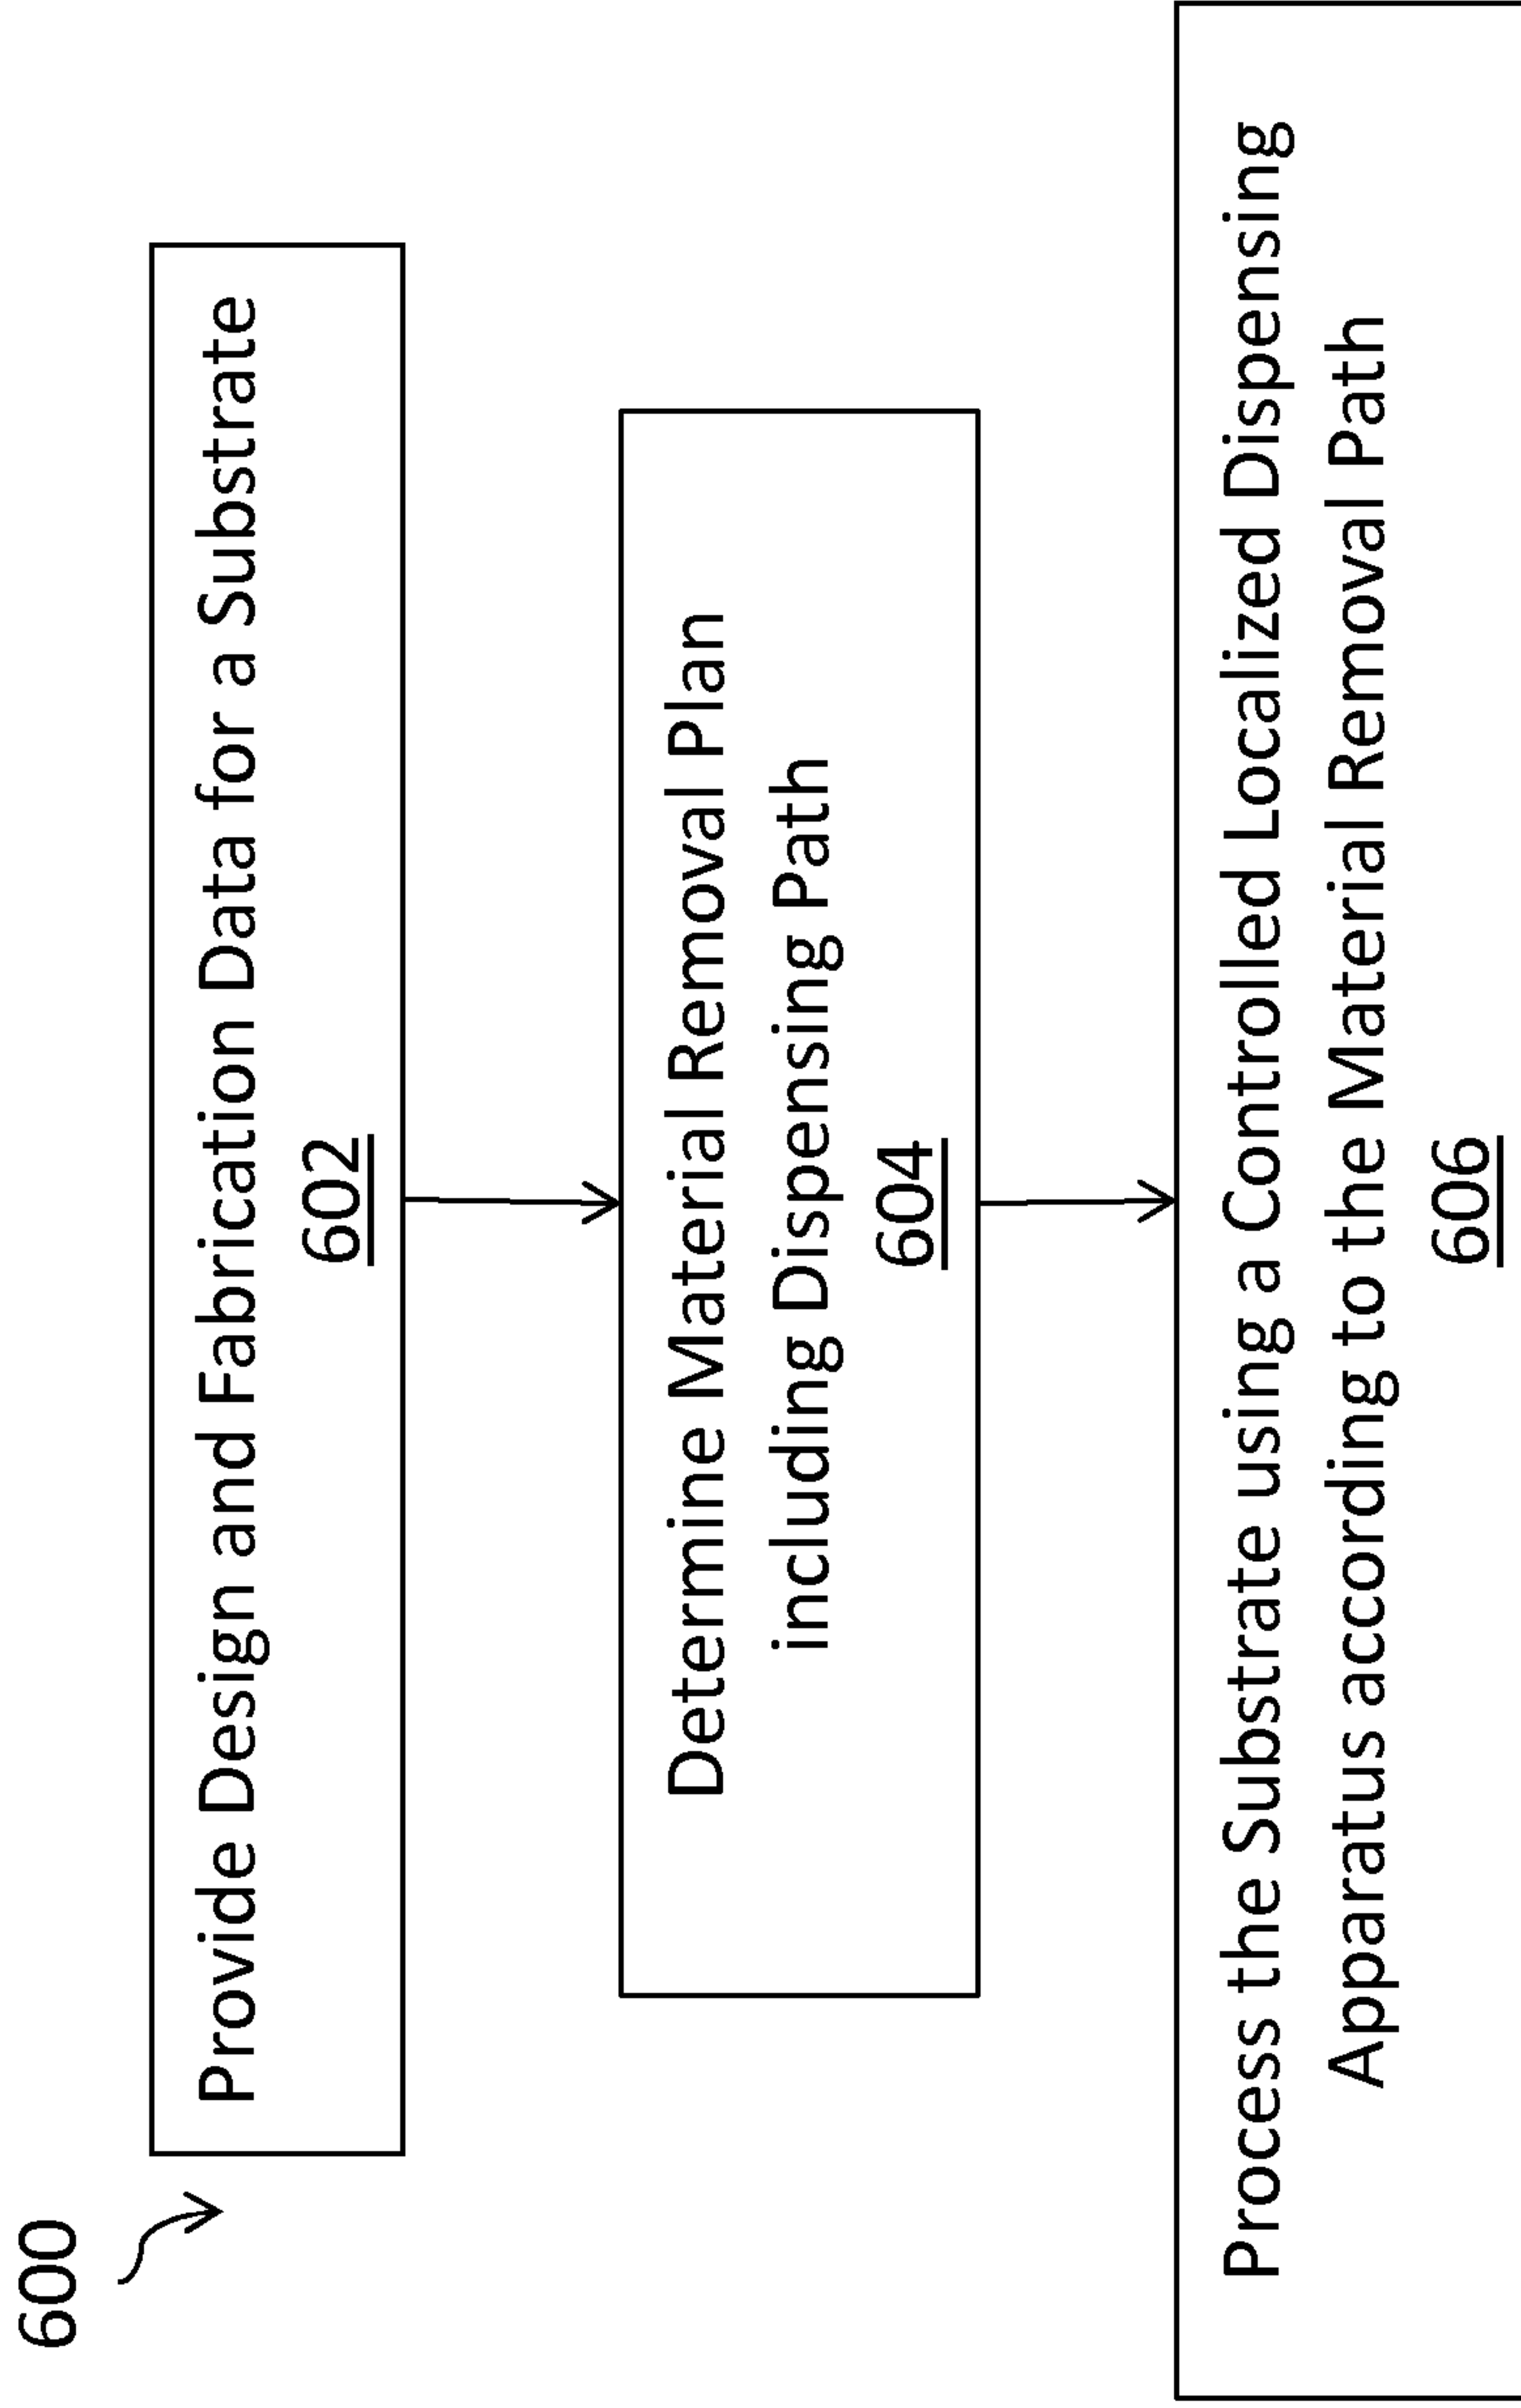 600
Provide Design and Fabrication Data for a Substrate
602
Determine Material Removal Plan
including Dispensing Path
604
Process the Substrate using a Controlled Localized Dispensing
Apparatus according to the Material Removal Path
606